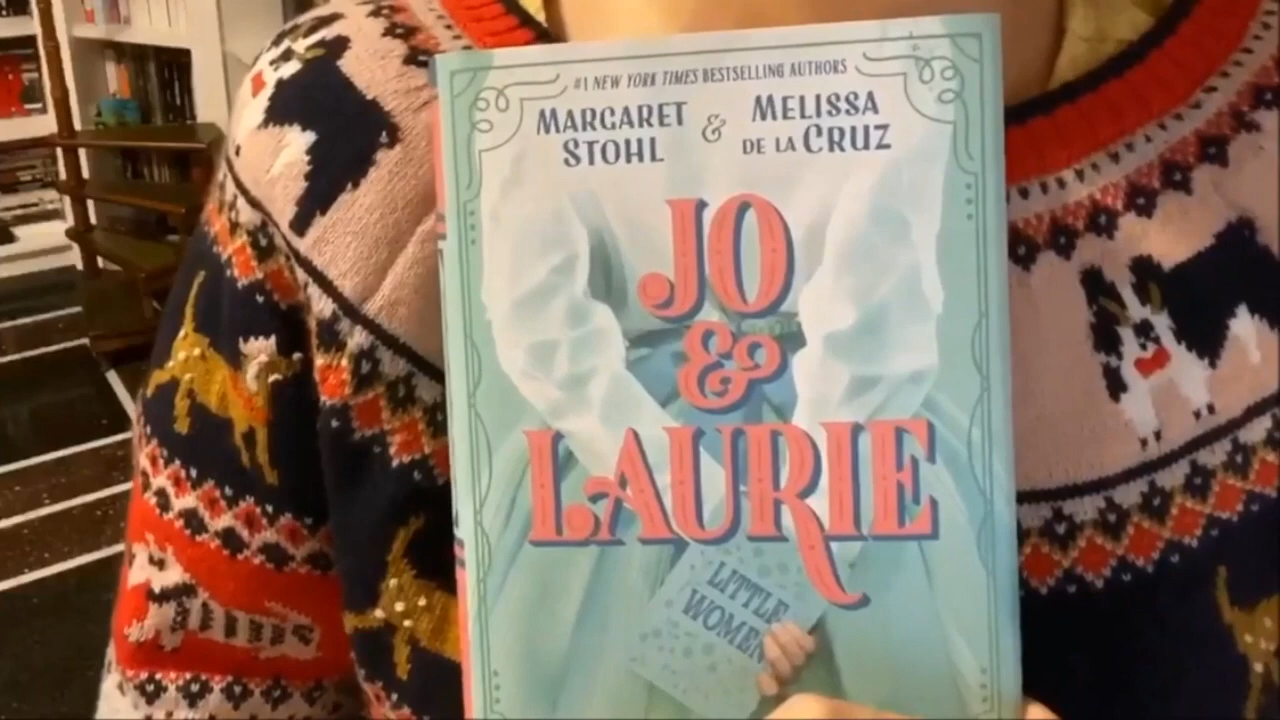 #1 NEW YORK TIMES BESTSELLING AUTHORS
MARGARET
STOHL
&
MELISSA
DE LA CRUZ
JO
&
LAURIE
LITTLE
WOMEN